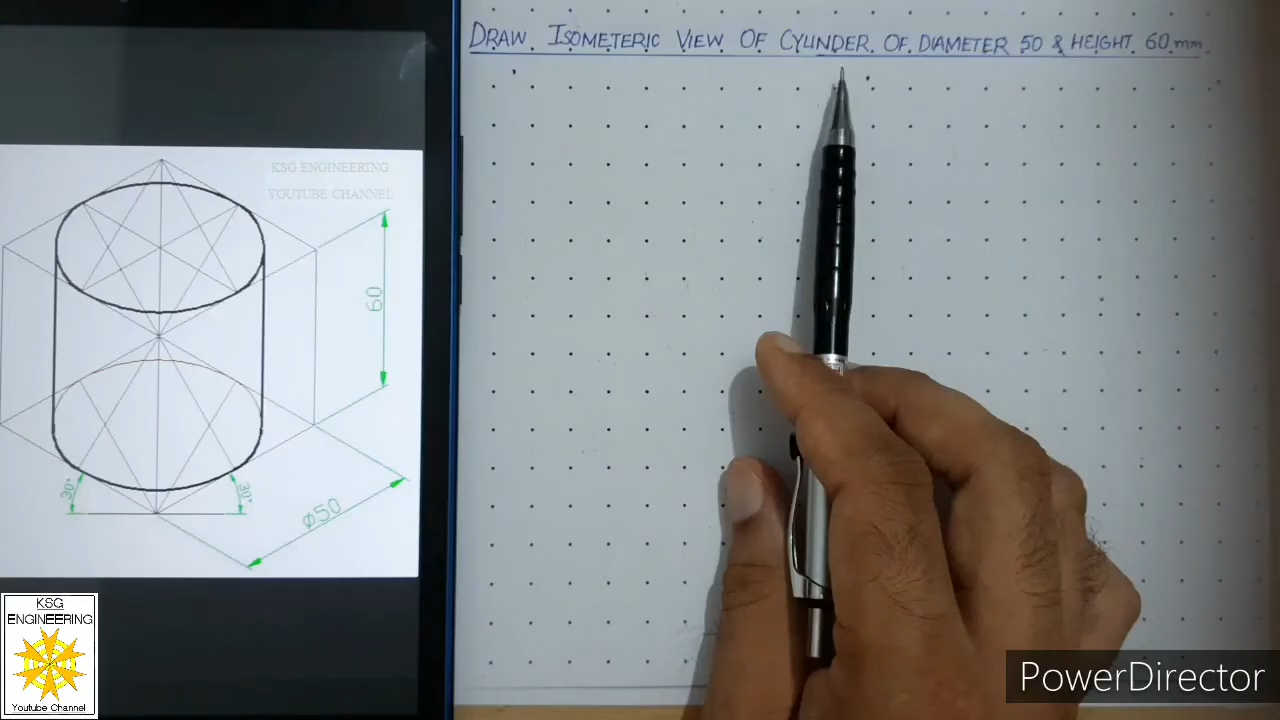 DRAW ISOMETERIC VIEW OF CYLINDER OF DIAMETER 50 & HEIGHT 60 mm.
KSG ENGINEERING
YOUTUBE CHANNEL
60
30°
30°
⌀50
KSG
ENGINEERING
Youtube Channel
PowerDirector